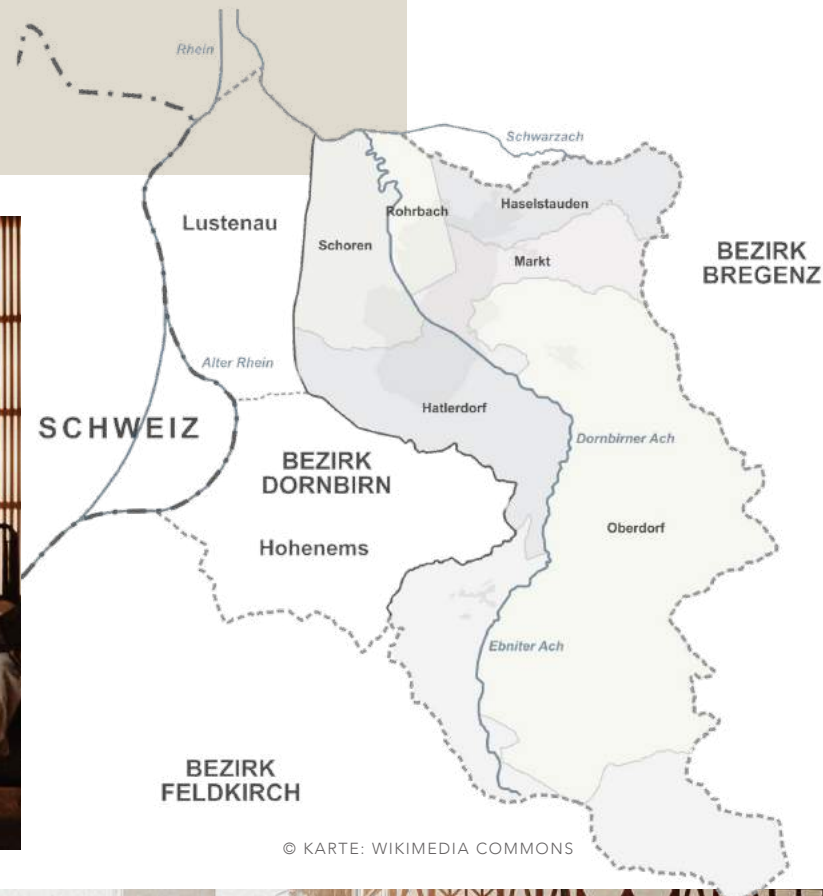 Rhein
Schwarzach
Haselstauden
Rohrbach
Lustenau
Schoren
Markt
BEZIRK
BREGENZ
Alter Rhein
SCHWEIZ
Hatlerdorf
Dornbirner Ach
BEZIRK
DORNBIRN
Oberdorf
Hohenems
Ebniter Ach
BEZIRK
FELDKIRCH
© KARTE: WIKIMEDIA COMMONS